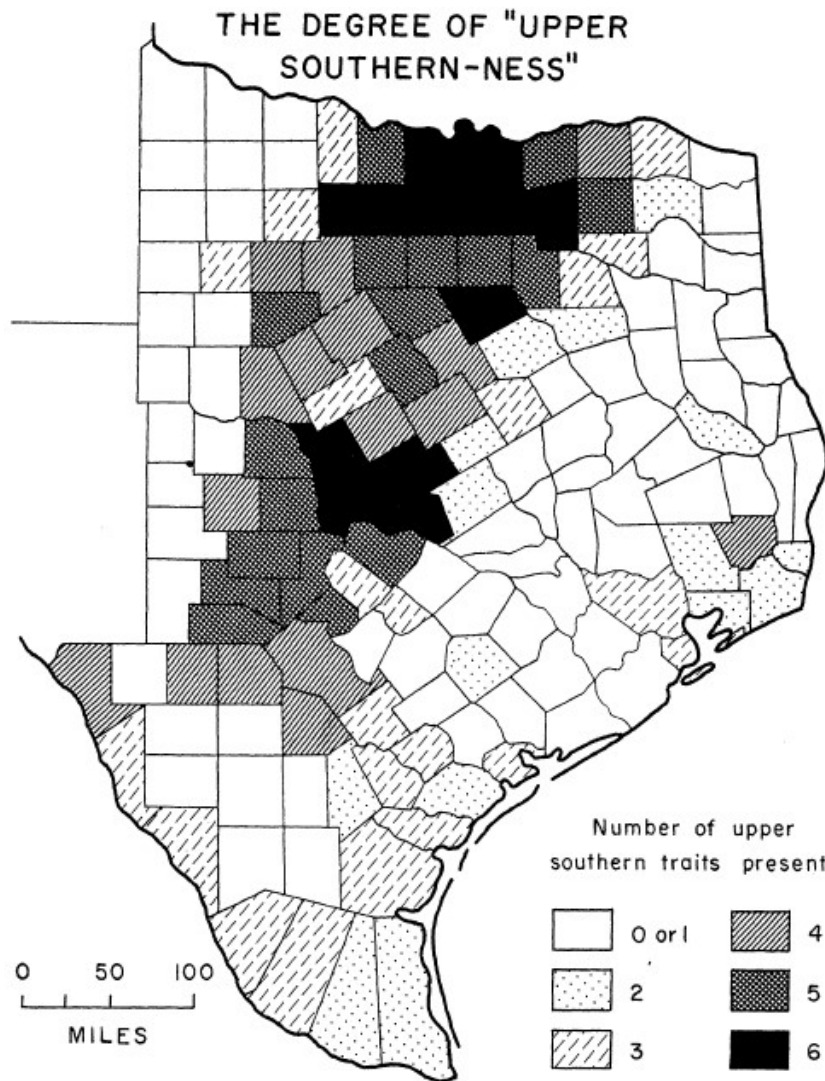 THE DEGREE OF "UPPER
SOUTHERN-NESS"
Number of upper
southern traits present
0 or 1
4
2
5
3
6
0 50 100
MILES